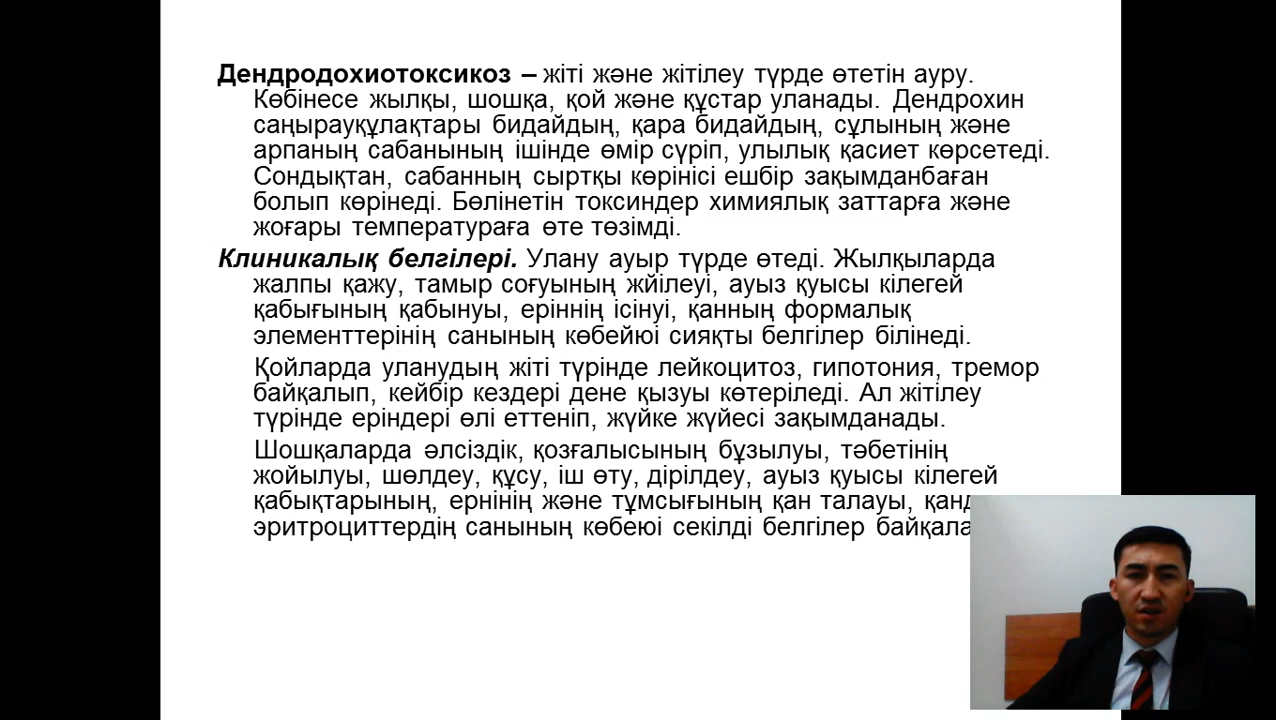 Дендродохиотоксикоз – жіті және жітілеу түрде өтетін ауру.
Көбінесе жылқы, шошқа, қой және құстар уланады. Дендрохин
саңырауқұлақтары бидайдың, қара бидайдың, сұлының және
арпаның сабанының ішінде өмір сүріп, улылық қасиет көрсетеді.
Сондықтан, сабанның сыртқы көрінісі ешбір зақымданбаған
болып көрінеді. Бөлінетін токсиндер химиялық заттарға және
жоғары температураға өте төзімді.
Клиникалық белгілері. Улану ауыр түрде өтеді. Жылқыларда
жалпы қажу, тамыр соғуының жйілеуі, ауыз қуысы кілегей
қабығының қабынуы, еріннің ісінуі, қанның формалық
элементтерінің санының көбейюі сияқты белгілер білінеді.
Қойларда уланудың жіті түрінде лейкоцитоз, гипотония, тремор
байқалып, кейбір кездері дене қызуы көтеріледі. Ал жітілеу
түрінде еріндері өлі еттеніп, жүйке жүйесі зақымданады.
Шошқаларда әлсіздік, қозғалысының бұзылуы, тәбетінің
жойылуы, шөлдеу, құсу, іш өту, дірілдеу, ауыз қуысы кілегей
қабықтарының, ернінің және тұмсығының қан талауы,
эритроциттердің санының көбеюі секілді белгілер